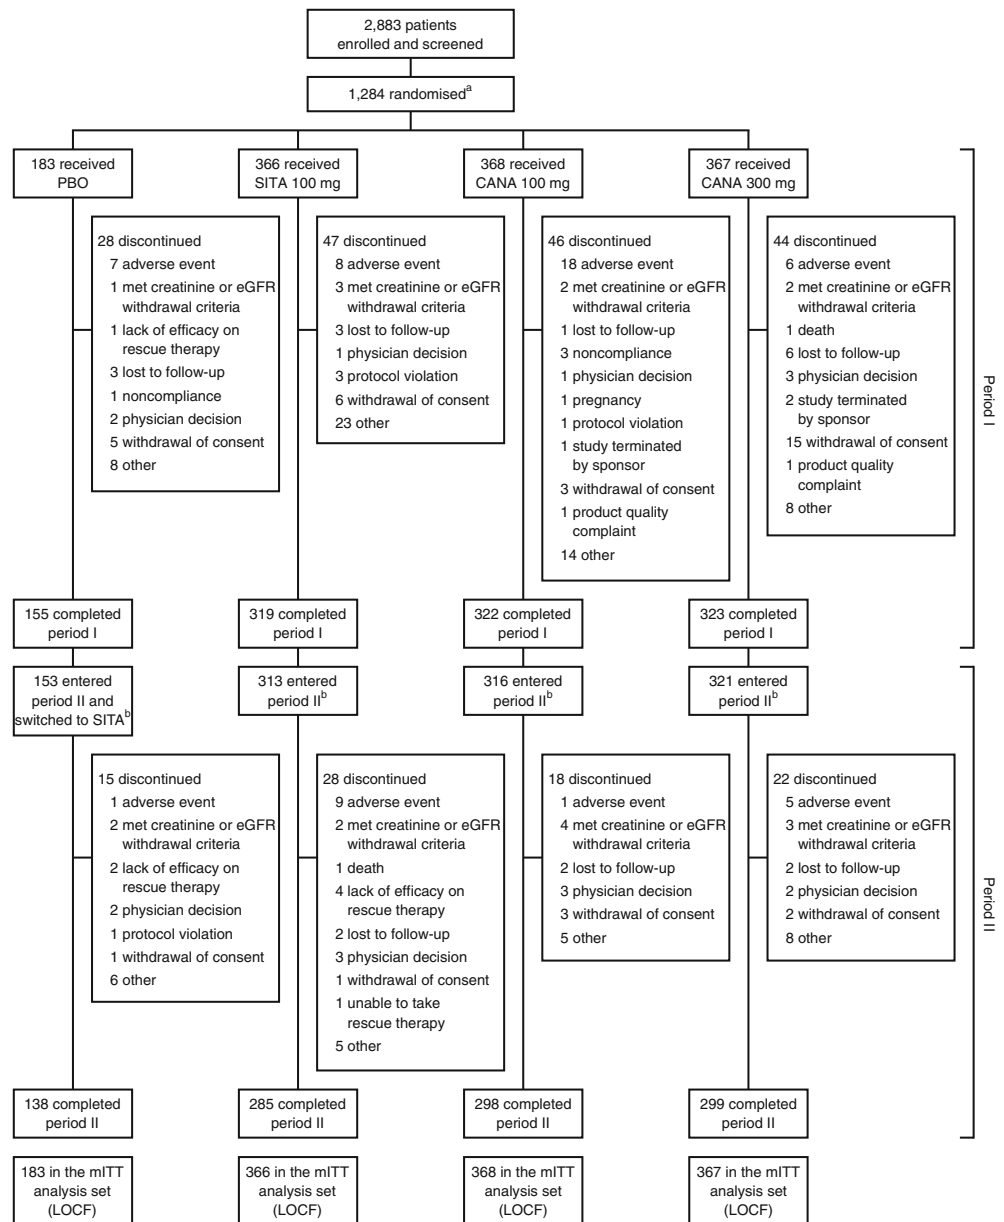 2,883 patients
enrolled and screened
1,284 randomisedᵃ
183 received
PBO
366 received
SITA 100 mg
368 received
CANA 100 mg
367 received
CANA 300 mg
28 discontinued
7 adverse event
1 met creatinine or eGFR
withdrawal criteria
1 lack of efficacy on
rescue therapy
3 lost to follow-up
1 noncompliance
2 physician decision
5 withdrawal of consent
8 other
47 discontinued
8 adverse event
3 met creatinine or eGFR
withdrawal criteria
3 lost to follow-up
1 physician decision
3 protocol violation
6 withdrawal of consent
23 other
46 discontinued
18 adverse event
2 met creatinine or eGFR
withdrawal criteria
1 lost to follow-up
3 noncompliance
1 physician decision
1 pregnancy
1 protocol violation
1 study terminated
by sponsor
3 withdrawal of consent
1 product quality
complaint
14 other
44 discontinued
6 adverse event
2 met creatinine or eGFR
withdrawal criteria
1 death
6 lost to follow-up
3 physician decision
2 study terminated
by sponsor
15 withdrawal of consent
1 product quality
complaint
8 other
Period I
155 completed
period I
319 completed
period I
322 completed
period I
323 completed
period I
153 entered
period II and
switched to SITAᵇ
313 entered
period IIᵇ
316 entered
period IIᵇ
321 entered
period IIᵇ
15 discontinued
1 adverse event
2 met creatinine or eGFR
withdrawal criteria
2 lack of efficacy on
rescue therapy
2 physician decision
1 protocol violation
1 withdrawal of consent
6 other
28 discontinued
9 adverse event
2 met creatinine or eGFR
withdrawal criteria
1 death
4 lack of efficacy on
rescue therapy
2 lost to follow-up
3 physician decision
1 withdrawal of consent
1 unable to take
rescue therapy
5 other
18 discontinued
1 adverse event
4 met creatinine or eGFR
withdrawal criteria
2 lost to follow-up
3 physician decision
3 withdrawal of consent
5 other
22 discontinued
5 adverse event
3 met creatinine or eGFR
withdrawal criteria
2 lost to follow-up
2 physician decision
2 withdrawal of consent
8 other
Period II
138 completed
period II
285 completed
period II
298 completed
period II
299 completed
period II
183 in the mITT
analysis set
(LOCF)
366 in the mITT
analysis set
(LOCF)
368 in the mITT
analysis set
(LOCF)
367 in the mITT
analysis set
(LOCF)